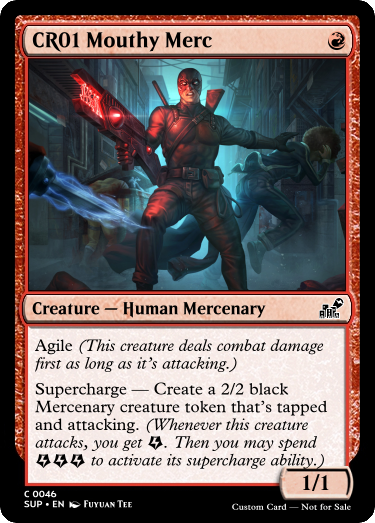 CR01 Mouthy Merc
Creature — Human Mercenary
Agile (This creature deals combat damage
first as long as it's attacking.)
Supercharge — Create a 2/2 black
Mercenary creature token that's tapped
and attacking. (Whenever this creature
attacks, you get . Then you may spend
to activate its supercharge ability.)
1/1
C 0046
SUP • EN Fuyuan Tee
Custom Card — Not for Sale